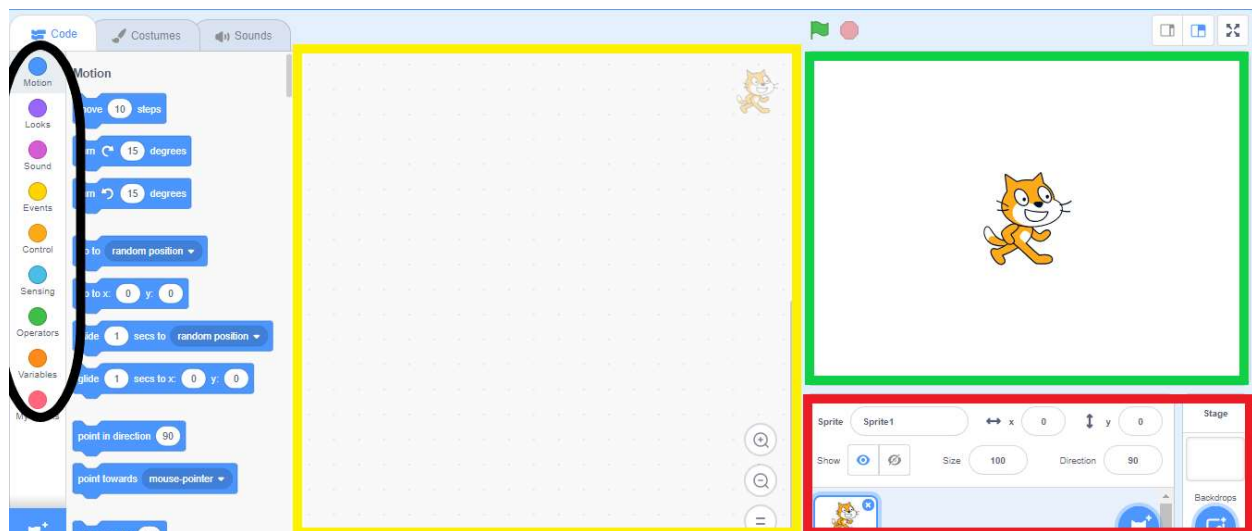 Code Costumes Sounds
Motion
Looks
Sound
Events
Control
Sensing
Operators
Variables
Motion
10 steps
15 degrees
15 degrees
to random position
to x: 0 y: 0
1 secs to random position
glide 1 secs to x: 0 y: 0
point in direction 90
point towards mouse-pointer
Sprite Sprite1 x 0 y 0
Show Size 100 Direction 90
Stage
Backdrops